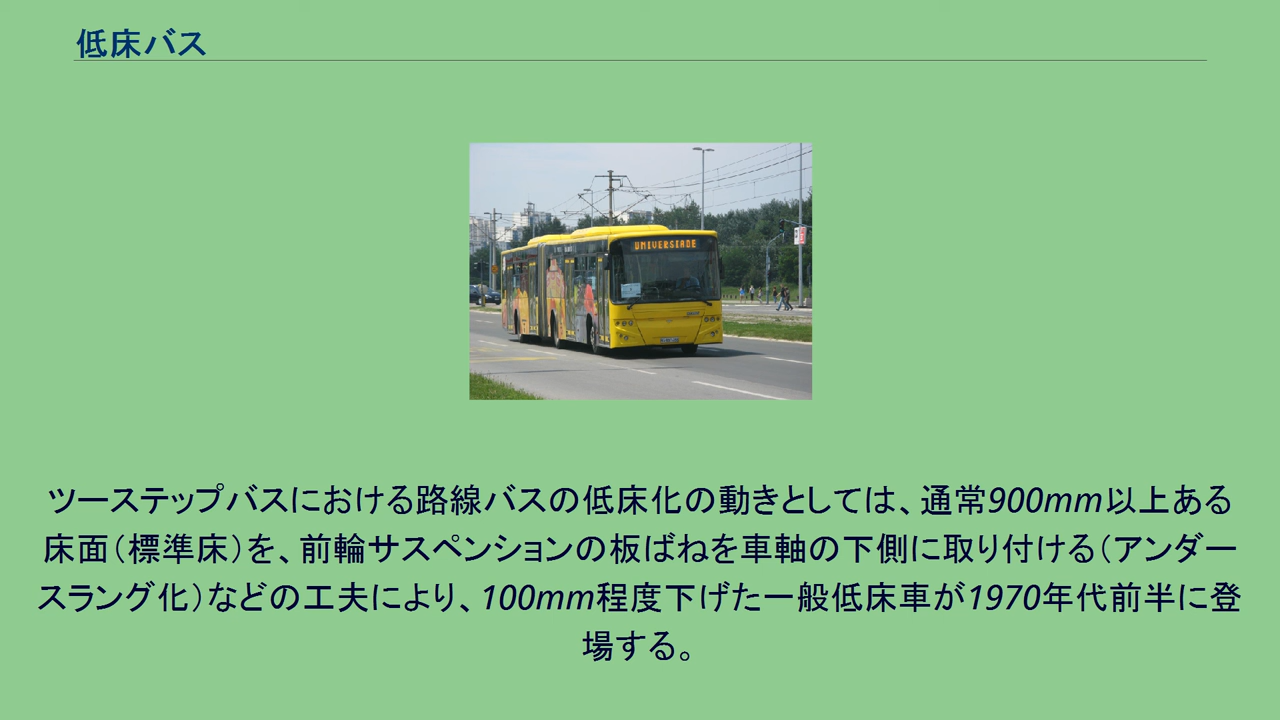 低床バス
UNIVERSIADE
ツーステップバスにおける路線バスの低床化の動きとしては、通常900mm以上ある
床面（標準床）を、前輪サスペンションの板ばねを車軸の下側に取り付ける（アンダー
スラング化）などの工夫により、100mm程度下げた一般低床車が1970年代前半に登
場する。